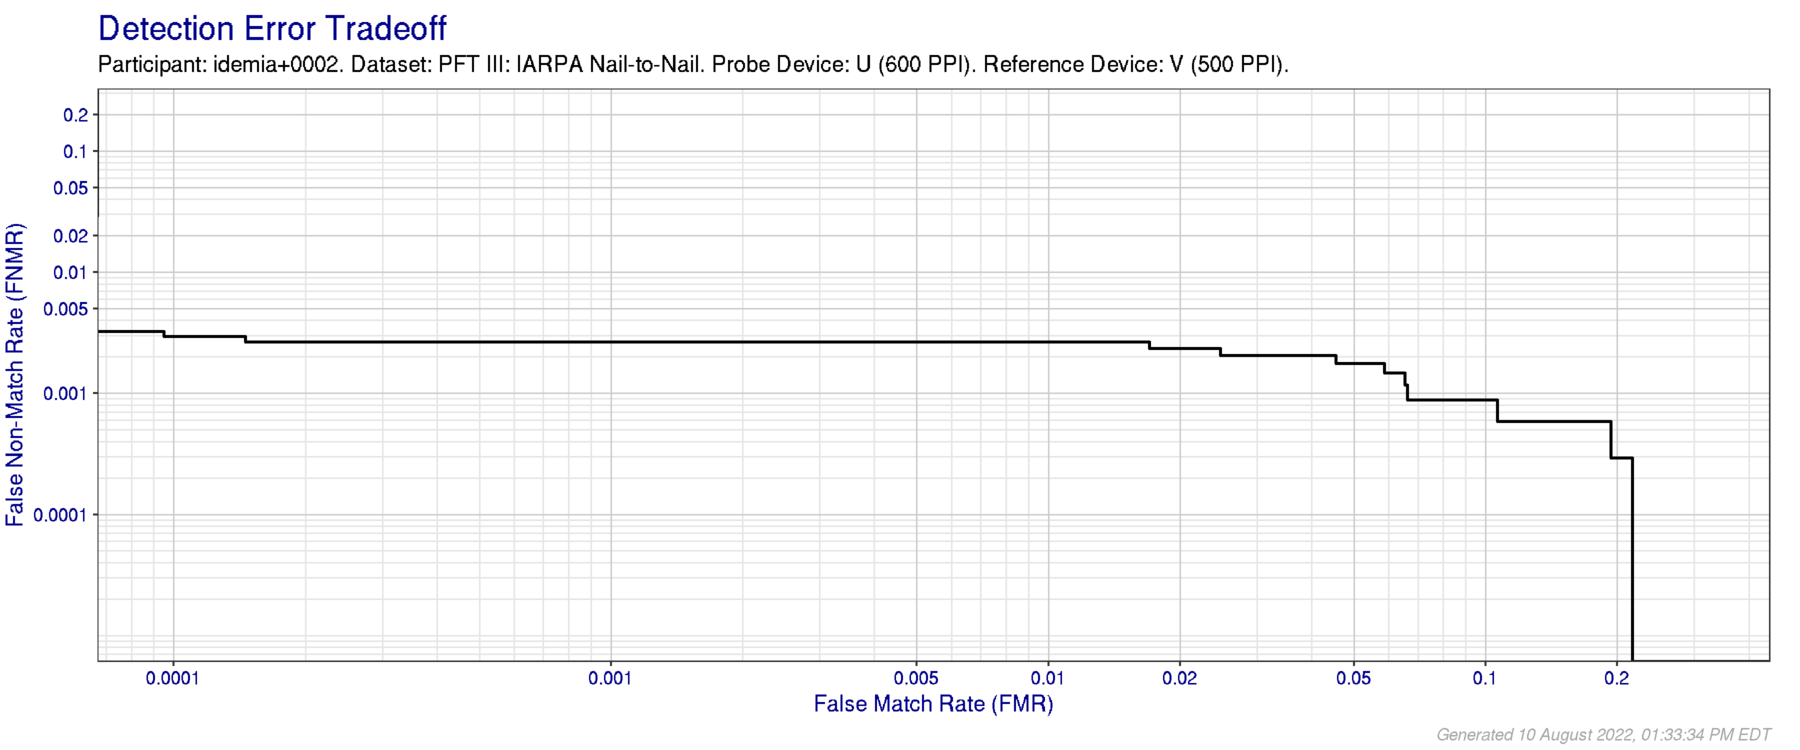 Detection Error Tradeoff
Participant: idemia+0002. Dataset: PFT III: IARPA Nail-to-Nail. Probe Device: U (600 PPI). Reference Device: V (500 PPI).
False Non-Match Rate (FNMR)
0.2
0.1
0.05
0.02
0.01
0.005
0.001
0.0001
0.0001 0.001 0.005 0.01 0.02 0.05 0.1 0.2
False Match Rate (FMR)
Generated 10 August 2022, 01:33:34 PM EDT